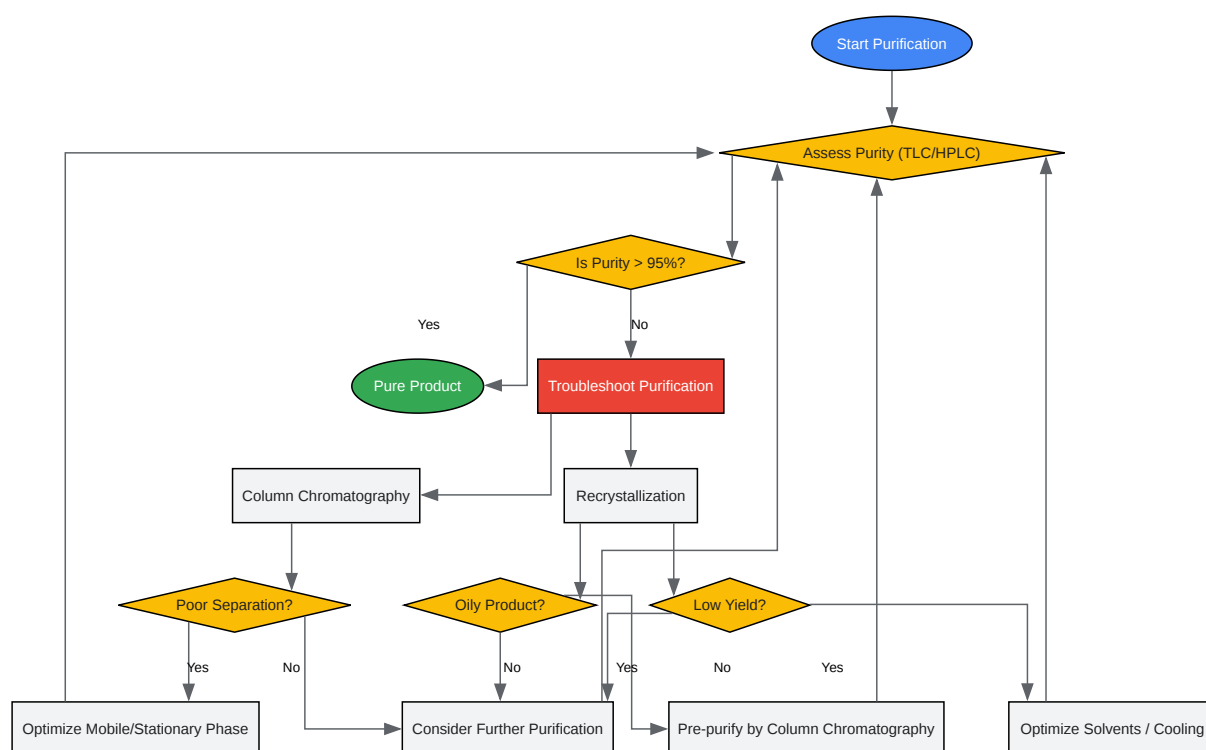 Start Purification
Assess Purity (TLC/HPLC)
Is Purity > 95%?
Yes
No
Pure Product
Troubleshoot Purification
Column Chromatography
Recrystallization
Poor Separation?
Oily Product?
Low Yield?
Yes
No
No
Yes
No
Yes
Optimize Mobile/Stationary Phase
Consider Further Purification
Pre-purify by Column Chromatography
Optimize Solvents / Cooling